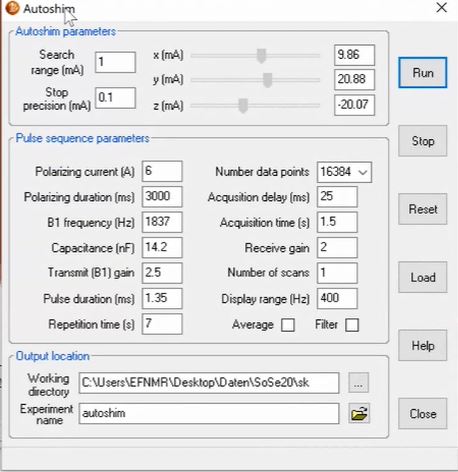 Autoshim
Autoshim parameters
Search range (mA) 1
Stop precision (mA) 0.1
x (mA) 9.86
y (mA) 20.88
z (mA) -20.07
Run
Stop
Reset
Load
Help
Close
Pulse sequence parameters
Polarizing current (A) 6
Number data points 16384
Polarizing duration (ms) 3000
Acqusition delay (ms) 25
B1 frequency (Hz) 1837
Acquisition time (s) 1.5
Capacitance (nF) 14.2
Receive gain 2
Transmit (B1) gain 2.5
Number of scans 1
Pulse duration (ms) 1.35
Display range (Hz) 400
Repetition time (s) 7
Average Filter
Output location
Working directory C:\Users\EFNMR\Desktop\Daten\SoSe20\sk ...
Experiment name autoshim